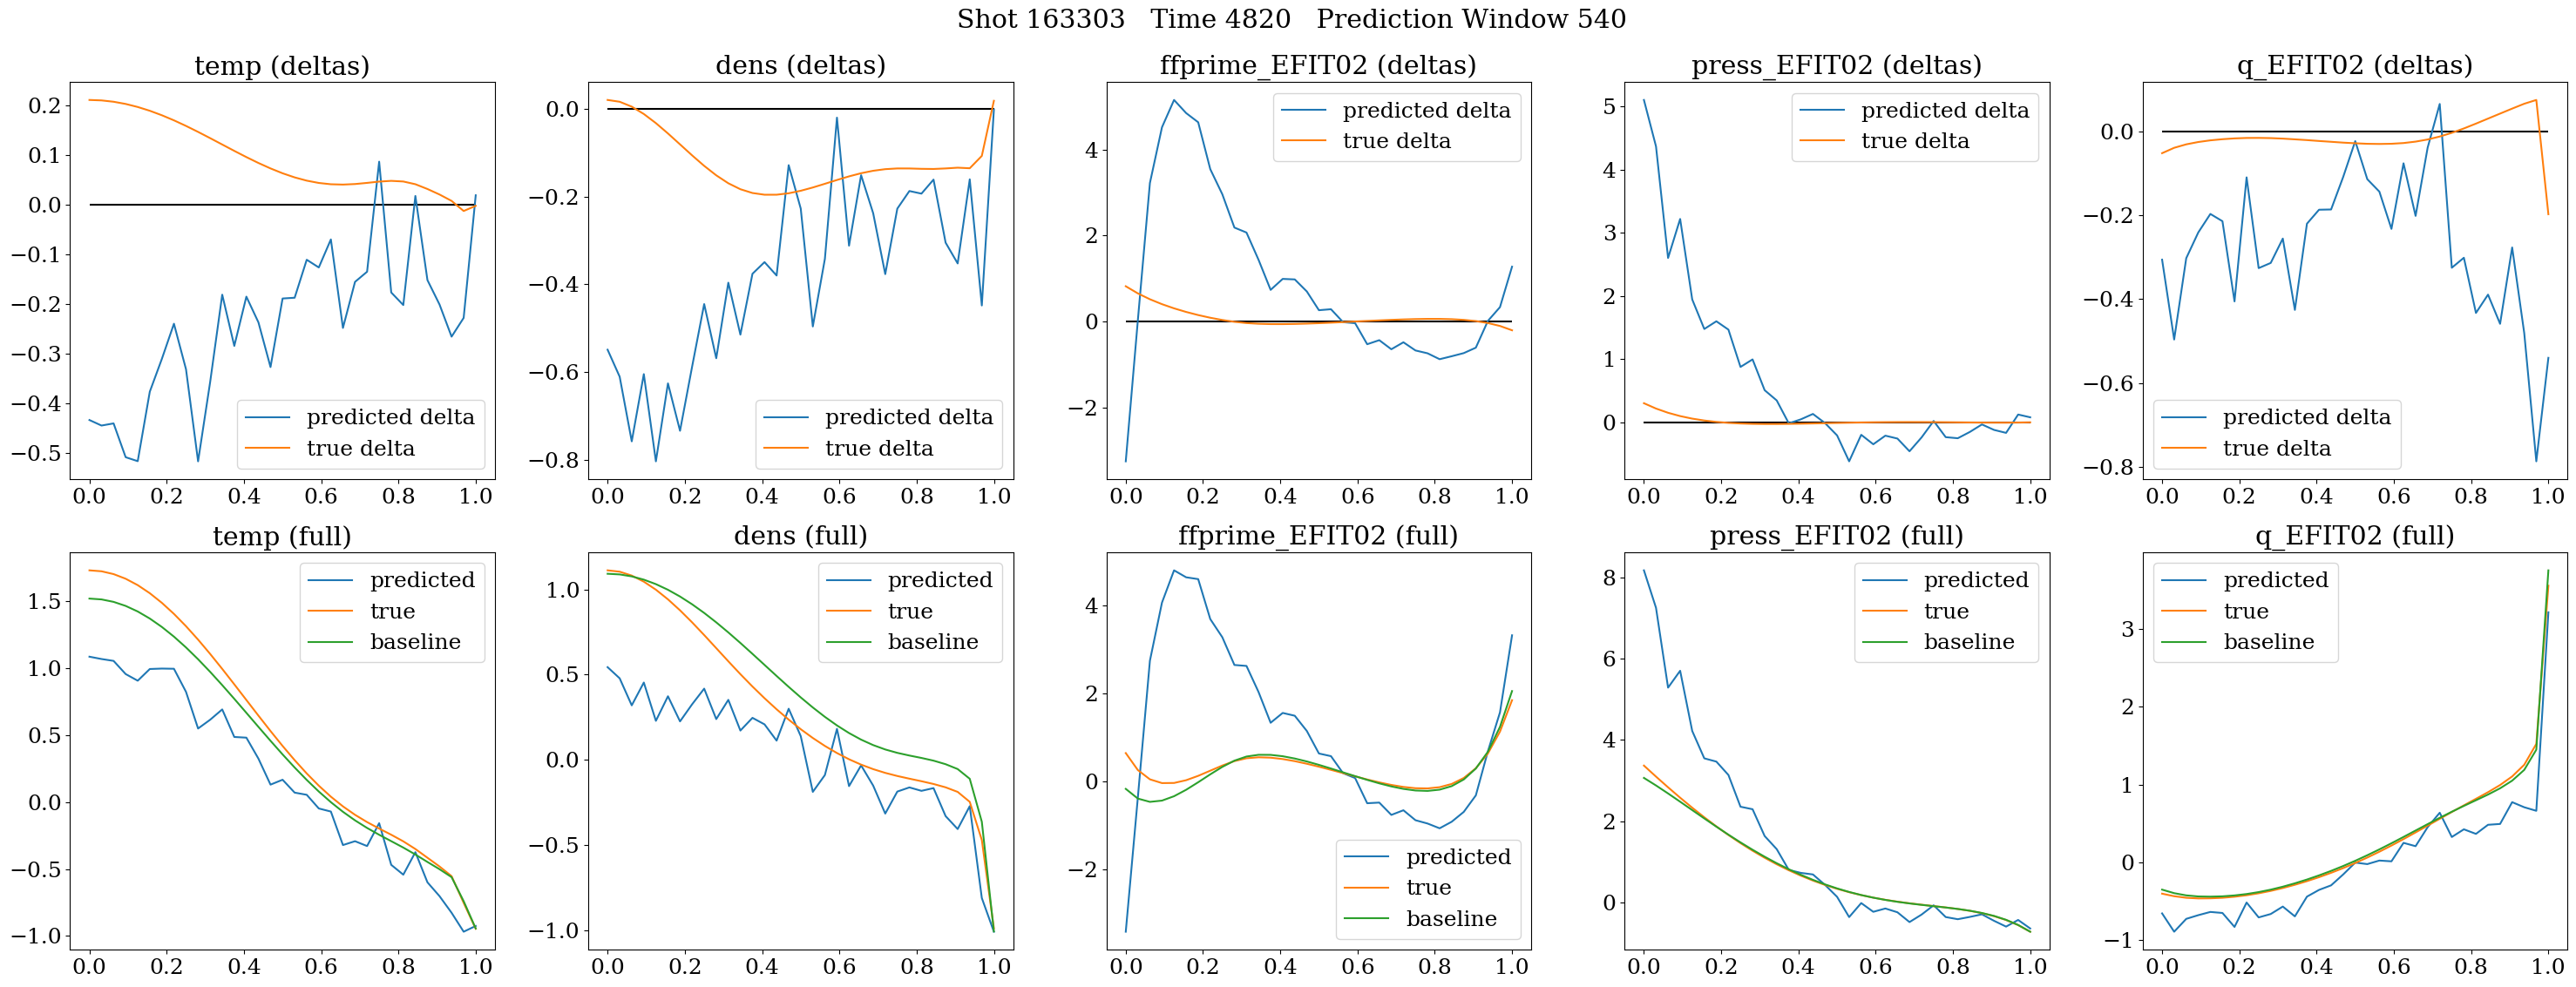 Shot 163303   Time 4820   Prediction Window 540
temp (deltas)
0.2
0.1
0.0
−0.1
−0.2
−0.3
−0.4
−0.5
predicted delta
true delta
0.0 0.2 0.4 0.6 0.8 1.0
dens (deltas)
0.0
−0.2
−0.4
−0.6
−0.8
predicted delta
true delta
0.0 0.2 0.4 0.6 0.8 1.0
ffprime_EFIT02 (deltas)
4
2
0
−2
predicted delta
true delta
0.0 0.2 0.4 0.6 0.8 1.0
press_EFIT02 (deltas)
5
4
3
2
1
0
predicted delta
true delta
0.0 0.2 0.4 0.6 0.8 1.0
q_EFIT02 (deltas)
0.0
−0.2
−0.4
−0.6
−0.8
predicted delta
true delta
0.0 0.2 0.4 0.6 0.8 1.0
temp (full)
1.5
1.0
0.5
0.0
−0.5
−1.0
predicted
true
baseline
0.0 0.2 0.4 0.6 0.8 1.0
dens (full)
1.0
0.5
0.0
−0.5
−1.0
predicted
true
baseline
0.0 0.2 0.4 0.6 0.8 1.0
ffprime_EFIT02 (full)
4
2
0
−2
predicted
true
baseline
0.0 0.2 0.4 0.6 0.8 1.0
press_EFIT02 (full)
8
6
4
2
0
predicted
true
baseline
0.0 0.2 0.4 0.6 0.8 1.0
q_EFIT02 (full)
3
2
1
0
−1
predicted
true
baseline
0.0 0.2 0.4 0.6 0.8 1.0